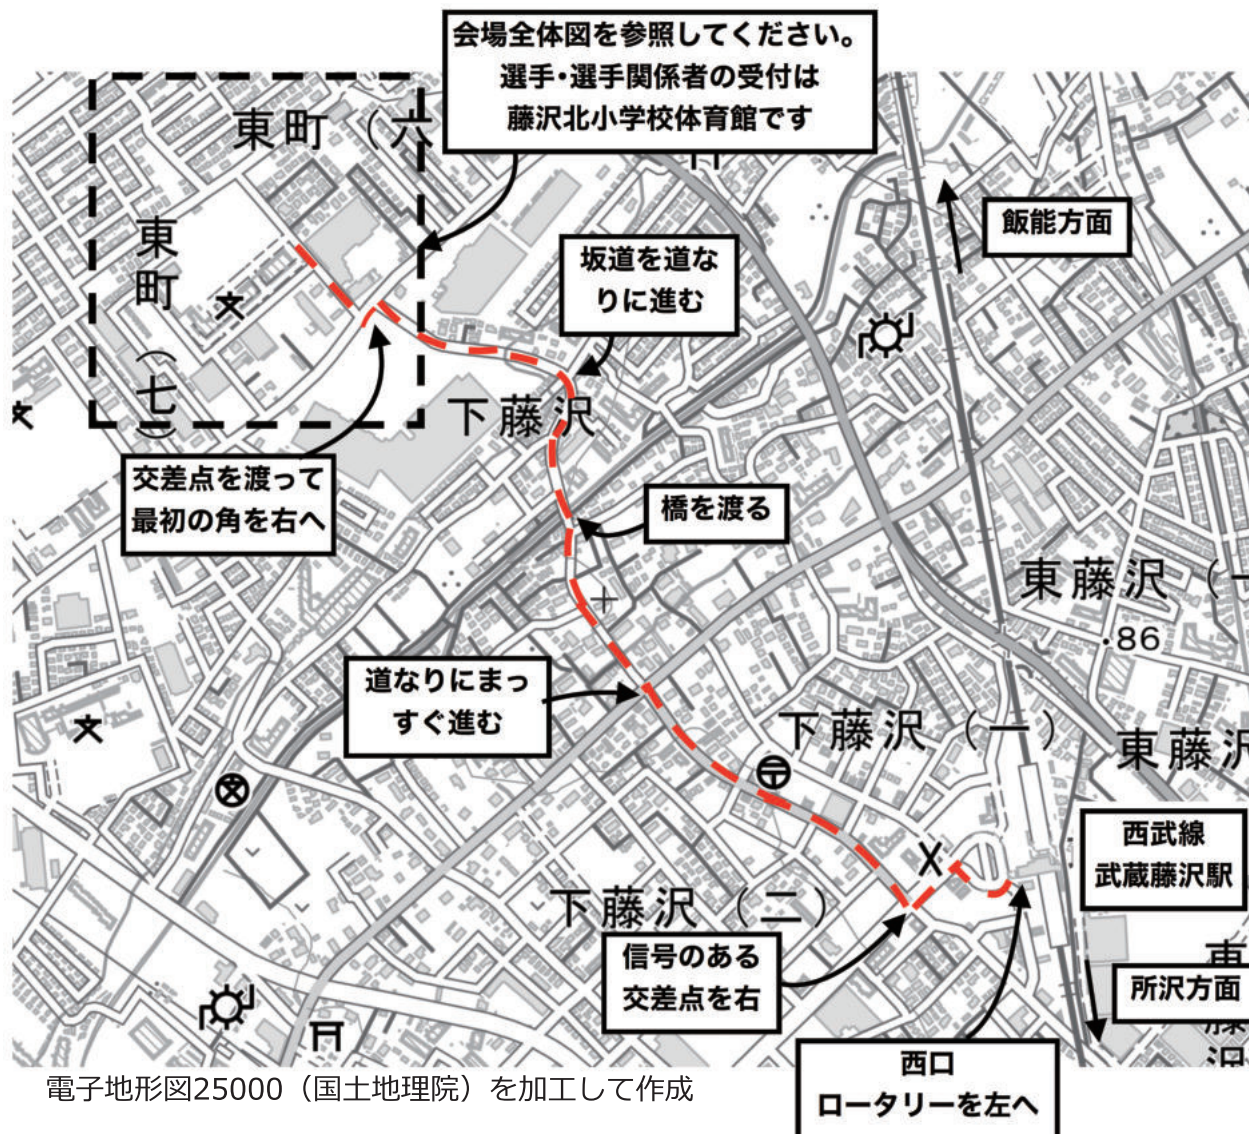 会場全体図を参照してください。
選手・選手関係者の受付は
藤沢北小学校体育館です
東町（六
飯能方面
坂道を道な
りに進む
東町（七）
下藤沢
交差点を渡って
最初の角を右へ
橋を渡る
東藤沢（一
・86
道なりにまっ
すぐ進む
下藤沢（一）
東藤沢
西武線
武蔵藤沢駅
下藤沢（二）
信号のある
交差点を右
所沢方面
西口
ロータリーを左へ
電子地形図25000（国土地理院）を加工して作成